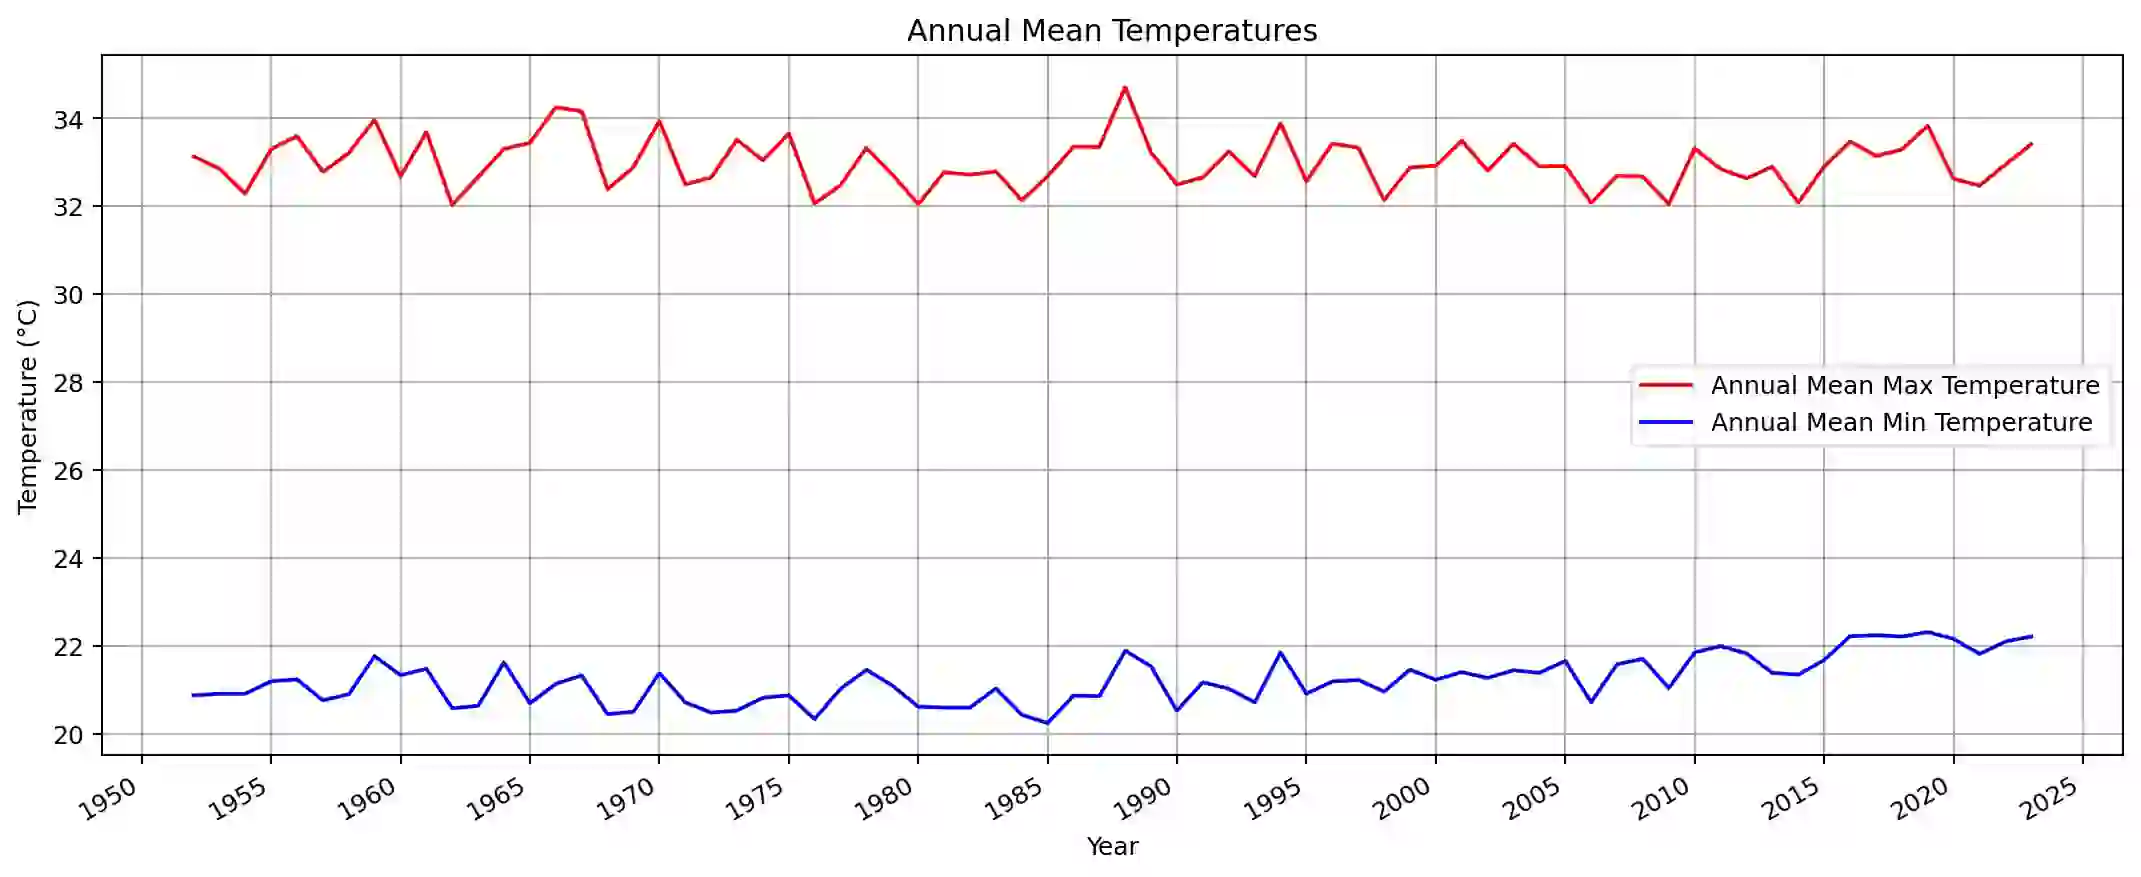 Annual Mean Temperatures
34
32
30
28
26
24
22
20
Temperature (°C)
Annual Mean Max Temperature
Annual Mean Min Temperature
1950 1955 1960 1965 1970 1975 1980 1985 1990 1995 2000 2005 2010 2015 2020 2025
Year